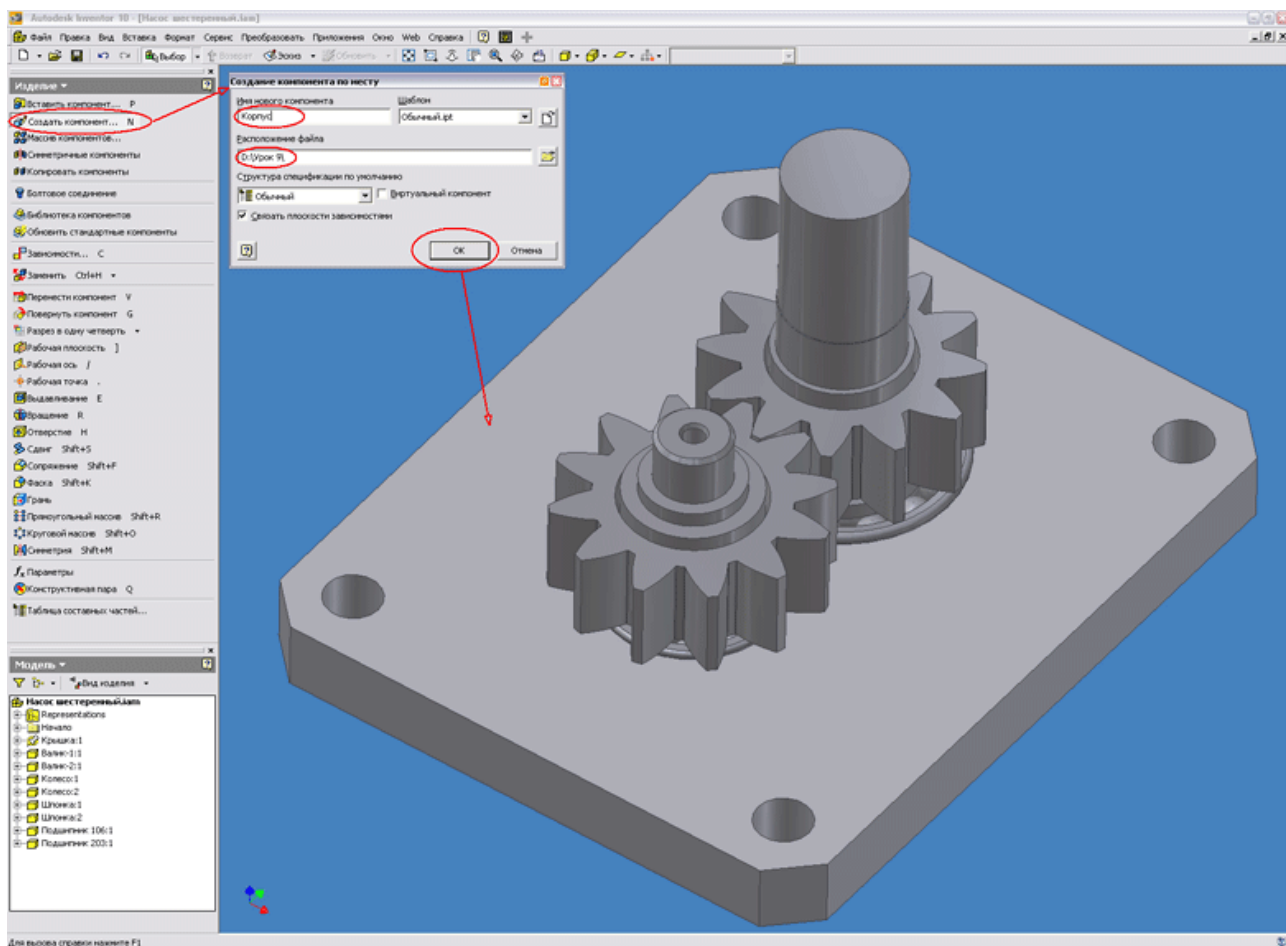 Autodesk Inventor 10 - [Насос шестеренный.iam]
Файл Правка Вид Вставка Формат Сервис Преобразовать Приложения Окно Web Справка
Выбор Возврат Эскиз Обновить
Изделие
Вставить компонент... P
Создать компонент... N
Массив компонентов...
Симметричные компоненты
Копировать компоненты
Болтовое соединение
Библиотека компонентов
Обновить стандартные компоненты
Зависимости... C
Заменить Ctrl+H
Перенести компонент V
Повернуть компонент G
Разрез в одну четверть
Рабочая плоскость ]
Рабочая ось /
Рабочая точка .
Выдавливание E
Вращение R
Отверстие H
Сдвиг Shift+S
Сопряжение Shift+F
Фаска Shift+K
Грань
Прямоугольный массив Shift+R
Круговой массив Shift+O
Симметрия Shift+M
Параметры
Конструктивная пара Q
Таблица составных частей...
Создание компонента по месту
Имя нового компонента Шаблон
Корпус Обычный.ipt
Расположение файла
D:\Урок 9\
Структура спецификации по умолчанию
Обычный Виртуальный компонент
Связать плоскости зависимостями
OK Отмена
Модель
Вид изделия
Насос шестеренный.iam
Representations
Начало
Крышка:1
Валик-1:1
Валик-2:1
Колесо:1
Колесо:2
Шпонка:1
Шпонка:2
Подшипник 106:1
Подшипник 203:1
Для вызова справки нажмите F1